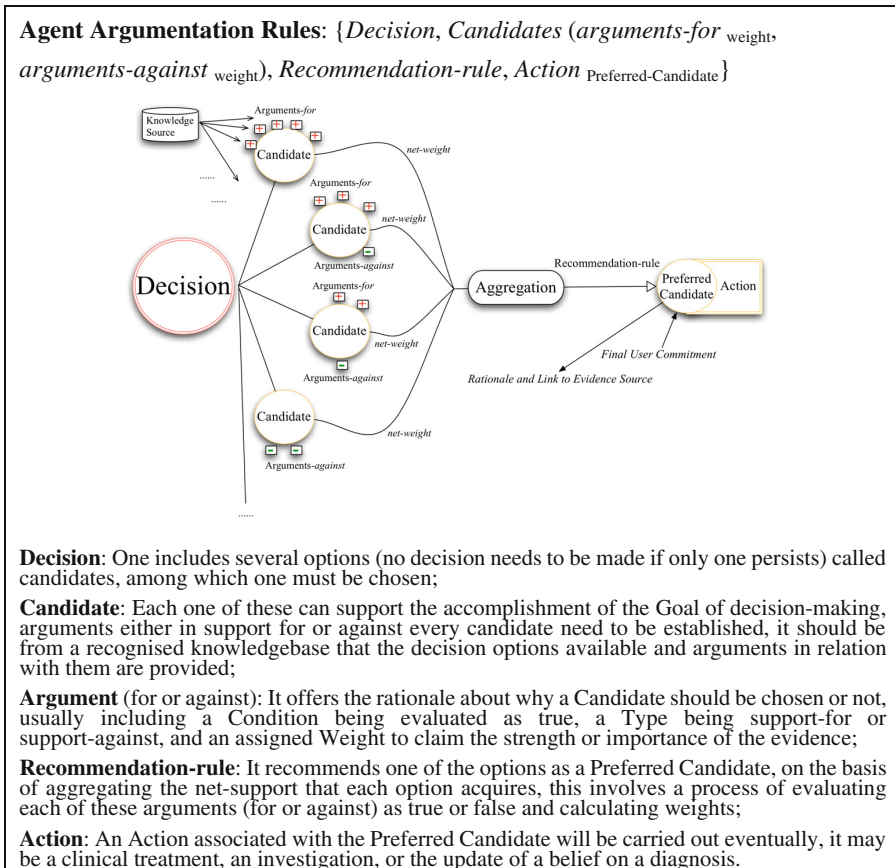 Agent Argumentation Rules: {Decision, Candidates (arguments-for weight,
arguments-against weight), Recommendation-rule, Action Preferred-Candidate}
Knowledge
Source
Arguments-for
Candidate
net-weight
......
......
Arguments-for
Candidate
net-weight
Arguments-against
Decision
Arguments-for
Candidate
net-weight
Arguments-against
Aggregation
Recommendation-rule
Preferred
Candidate
Action
Final User Commitment
Rationale and Link to Evidence Source
Candidate
net-weight
Arguments-against
......
Decision: One includes several options (no decision needs to be made if only one persists) called
candidates, among which one must be chosen;
Candidate: Each one of these can support the accomplishment of the Goal of decision-making,
arguments either in support for or against every candidate need to be established, it should be
from a recognised knowledgebase that the decision options available and arguments in relation
with them are provided;
Argument (for or against): It offers the rationale about why a Candidate should be chosen or not,
usually including a Condition being evaluated as true, a Type being support-for or
support-against, and an assigned Weight to claim the strength or importance of the evidence;
Recommendation-rule: It recommends one of the options as a Preferred Candidate, on the basis
of aggregating the net-support that each option acquires, this involves a process of evaluating
each of these arguments (for or against) as true or false and calculating weights;
Action: An Action associated with the Preferred Candidate will be carried out eventually, it may
be a clinical treatment, an investigation, or the update of a belief on a diagnosis.